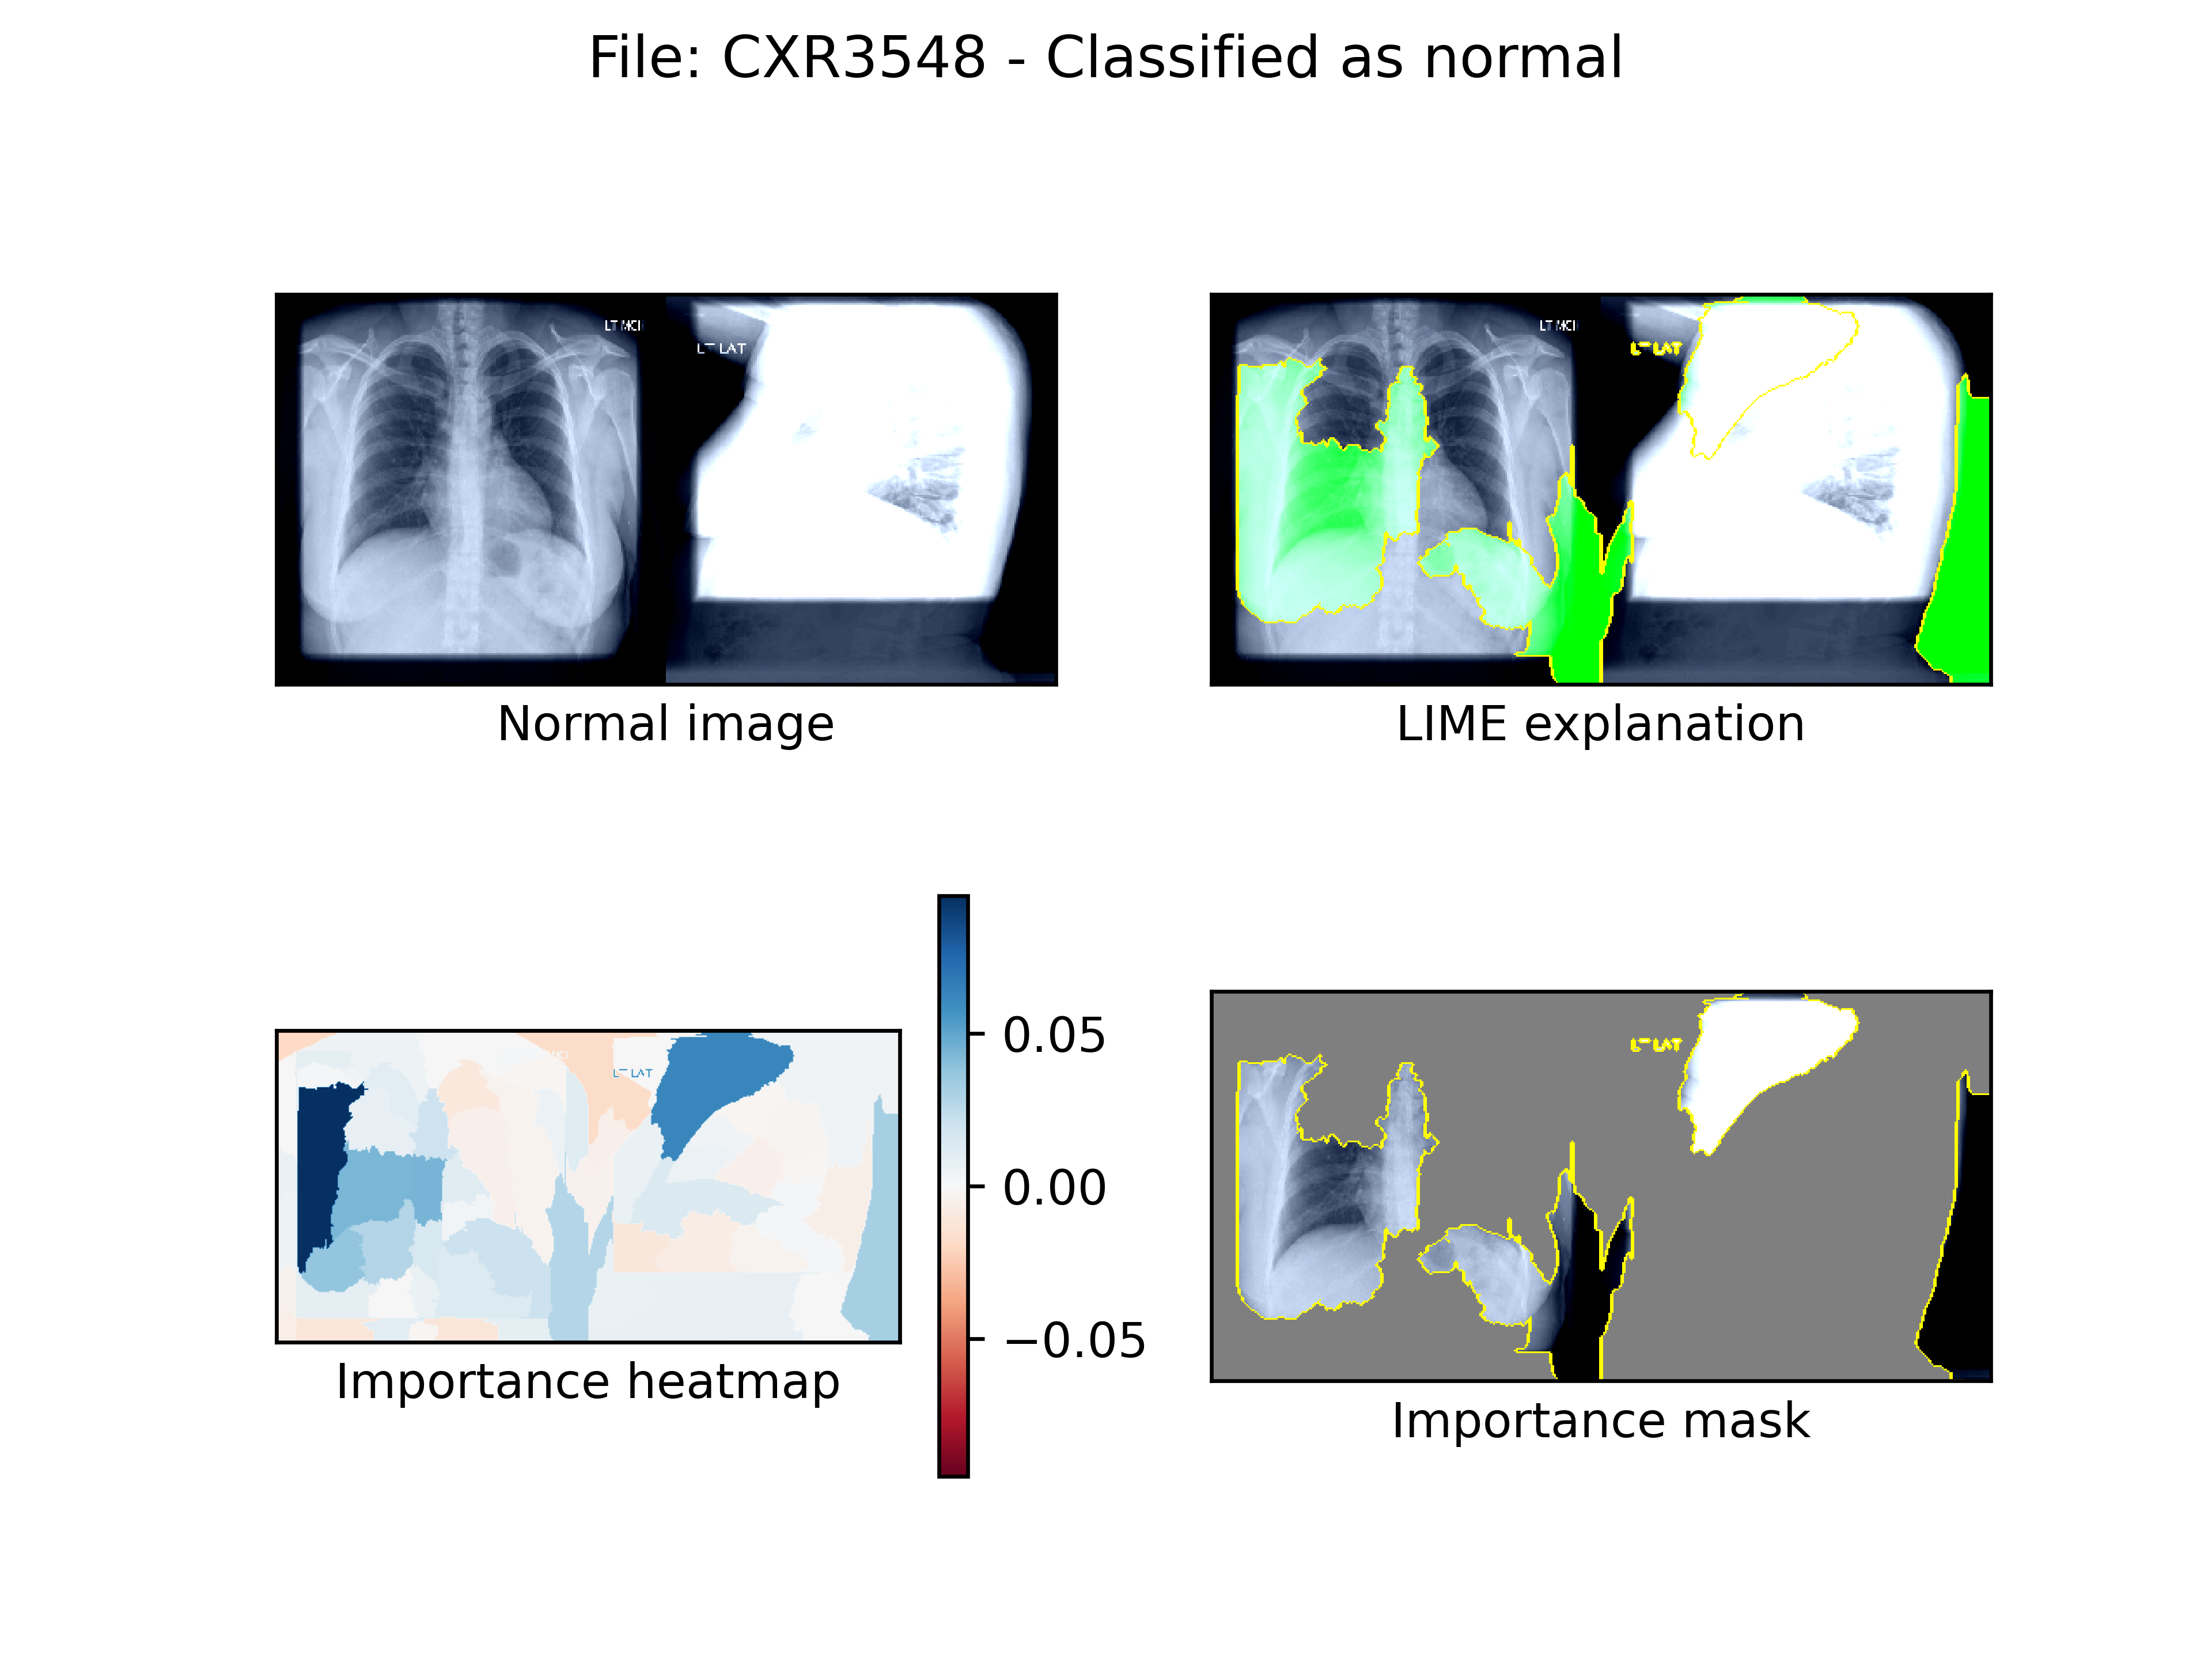 File: CXR3548 - Classified as normal
LT MCI
LT LAT
Normal image
LT MCI
LT LAT
LIME explanation
LT LAT
0.05
0.00
−0.05
Importance heatmap
LT LAT
Importance mask